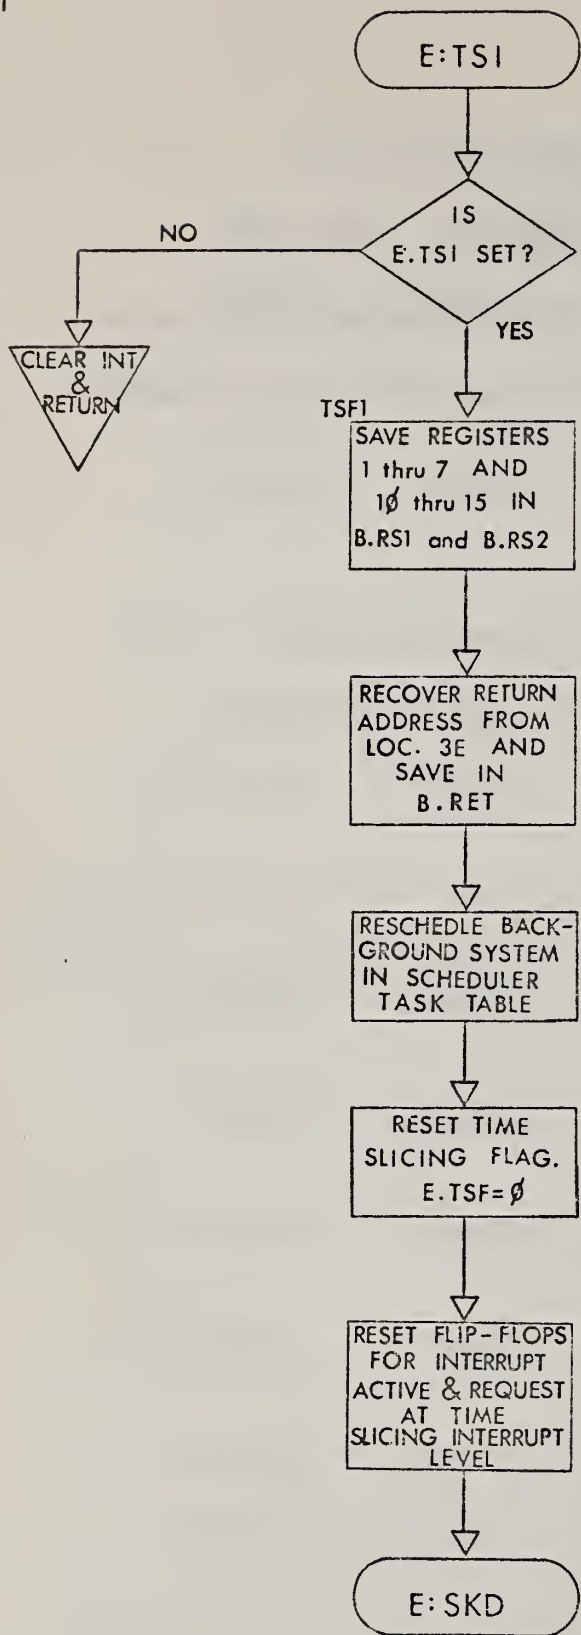 E:TSI
IS
E.TSI SET?
NO
YES
CLEAR INT
&
RETURN
TSF1
SAVE REGISTERS
1 thru 7 AND
1∅ thru 15 IN
B.RS1 and B.RS2
RECOVER RETURN
ADDRESS FROM
LOC. 3E AND
SAVE IN
B.RET
RESCHEDLE BACK-
GROUND SYSTEM
IN SCHEDULER
TASK TABLE
RESET TIME
SLICING FLAG.
E.TSF=∅
RESET FLIP-FLOPS
FOR INTERRUPT
ACTIVE & REQUEST
AT TIME
SLICING INTERRUPT
LEVEL
E:SKD